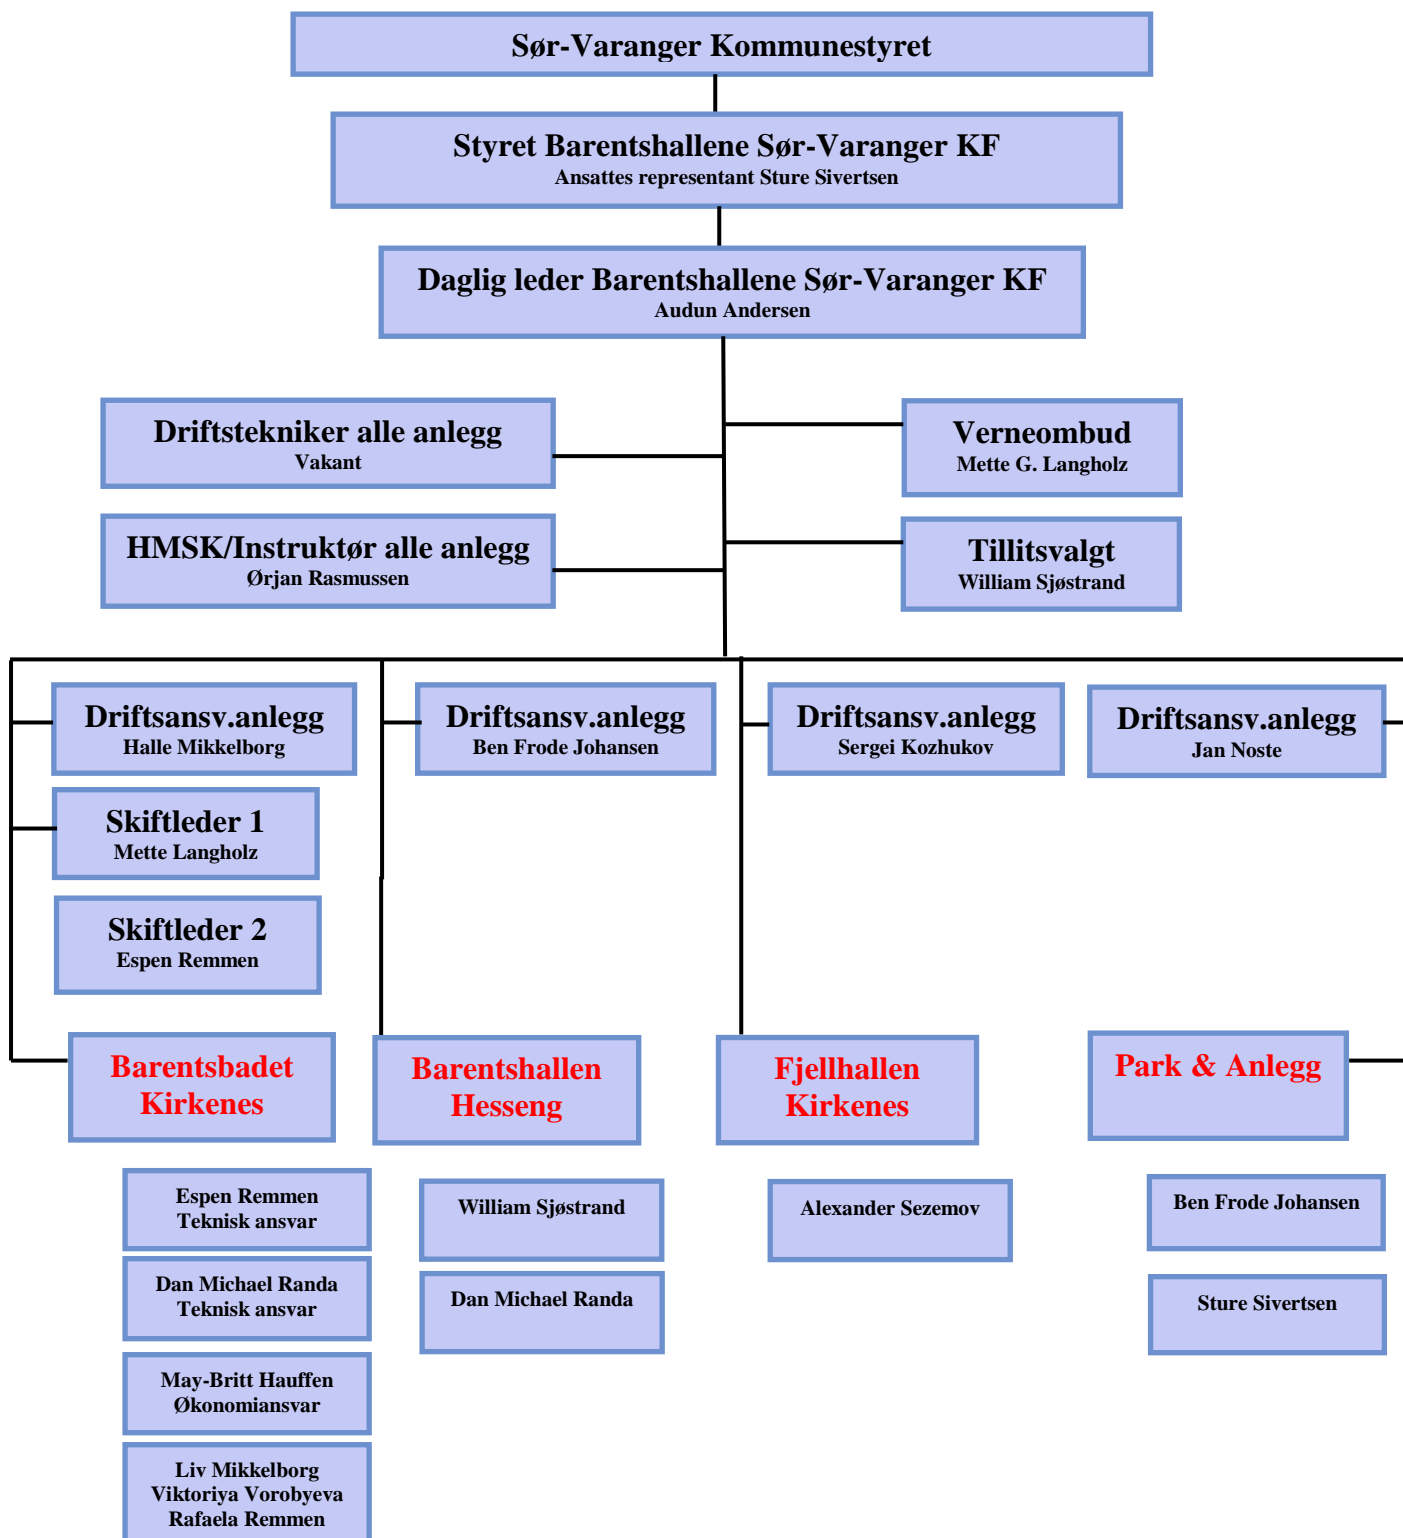 Sør-Varanger Kommunestyret
Styret Barentshallene Sør-Varanger KF
Ansattes representant Sture Sivertsen
Daglig leder Barentshallene Sør-Varanger KF
Audun Andersen
Driftstekniker alle anlegg
Vakant
Verneombud
Mette G. Langholz
HMSK/Instruktør alle anlegg
Ørjan Rasmussen
Tillitsvalgt
William Sjøstrand
Driftsansv.anlegg
Halle Mikkelborg
Driftsansv.anlegg
Ben Frode Johansen
Driftsansv.anlegg
Sergei Kozhukov
Driftsansv.anlegg
Jan Noste
Skiftleder 1
Mette Langholz
Skiftleder 2
Espen Remmen
Barentsbadet
Kirkenes
Barentshallen
Hesseng
Fjellhallen
Kirkenes
Park & Anlegg
Espen Remmen
Teknisk ansvar
Dan Michael Randa
Teknisk ansvar
May-Britt Hauffen
Økonomiansvar
Liv Mikkelborg
Viktoriya Vorobyeva
Rafaela Remmen
William Sjøstrand
Dan Michael Randa
Alexander Sezemov
Ben Frode Johansen
Sture Sivertsen